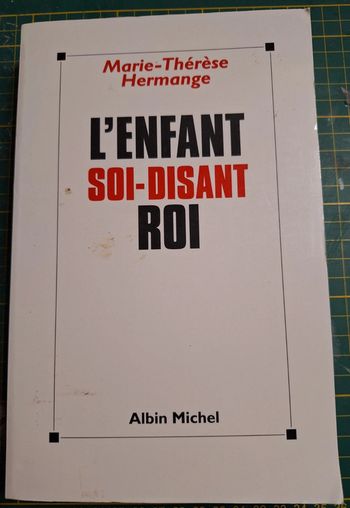 Marie-Thérèse
Hermange
L'ENFANT
SOI-DISANT
ROI
Albin Michel